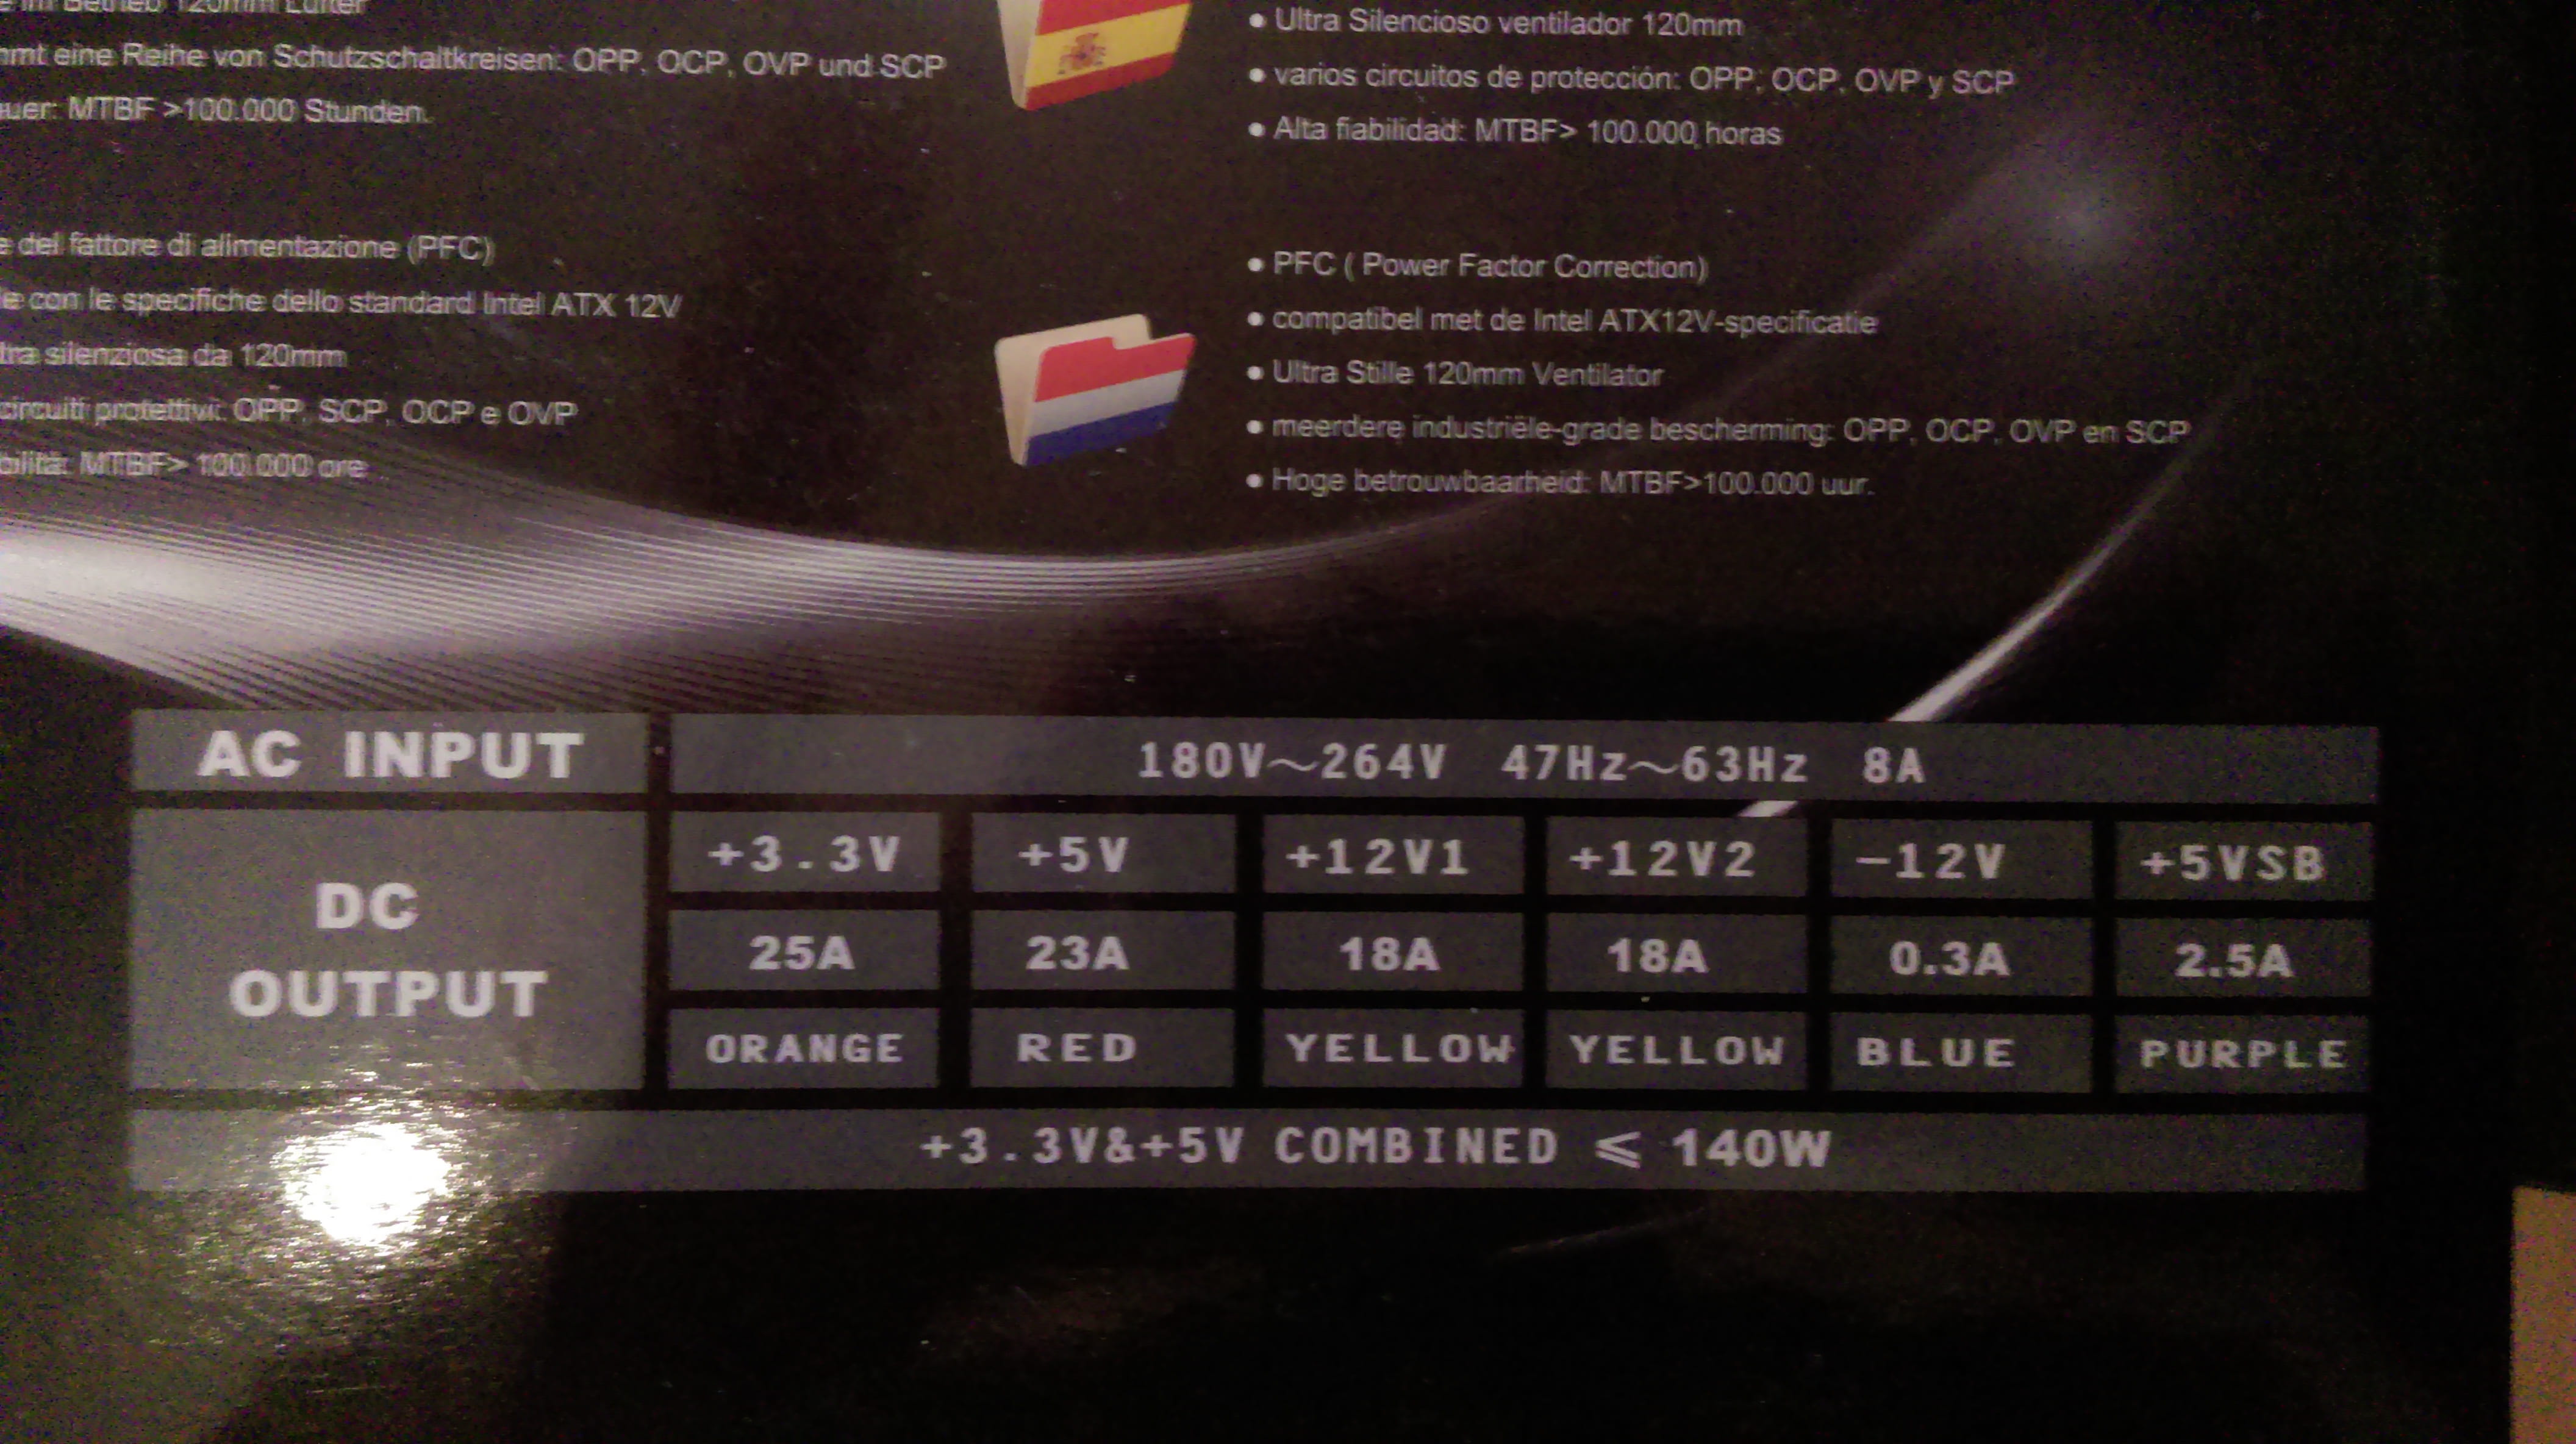 im Betrieb 120mm Lüfter
mt eine Reihe von Schutzschaltkreisen: OPP, OCP, OVP und SCP
uer: MTBF >100.000 Stunden.
• Ultra Silencioso ventilador 120mm
• varios circuitos de protección: OPP, OCP, OVP y SCP
• Alta fiabilidad: MTBF> 100.000 horas
e del fattore di alimentazione (PFC)
e con le specifiche dello standard Intel ATX 12V
tra silenziosa da 120mm
circuiti protettivi: OPP, SCP, OCP e OVP
bilità: MTBF> 100.000 ore
• PFC ( Power Factor Correction)
• compatibel met de Intel ATX12V-specificatie
• Ultra Stille 120mm Ventilator
• meerdere industriële-grade bescherming: OPP, OCP, OVP en SCP
• Hoge betrouwbaarheid: MTBF>100.000 uur.
AC INPUT 180V~264V 47Hz~63Hz 8A
DC OUTPUT
+3.3V +5V +12V1 +12V2 -12V +5VSB
25A 23A 18A 18A 0.3A 2.5A
ORANGE RED YELLOW YELLOW BLUE PURPLE
+3.3V&+5V COMBINED ⩽ 140W